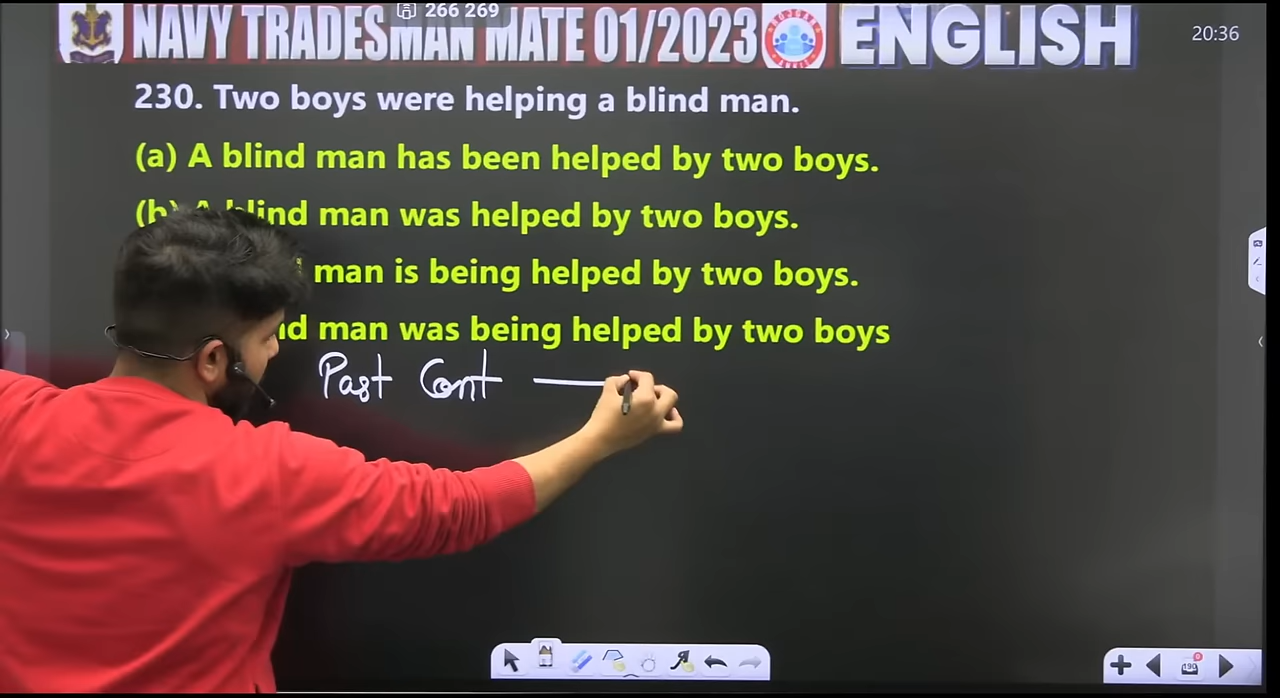 266 269
NAVY TRADESMAN MATE 01/2023 ENGLISH
20:36
230. Two boys were helping a blind man.
(a) A blind man has been helped by two boys.
(b) A blind man was helped by two boys.
man is being helped by two boys.
man was being helped by two boys
Past Cont
190